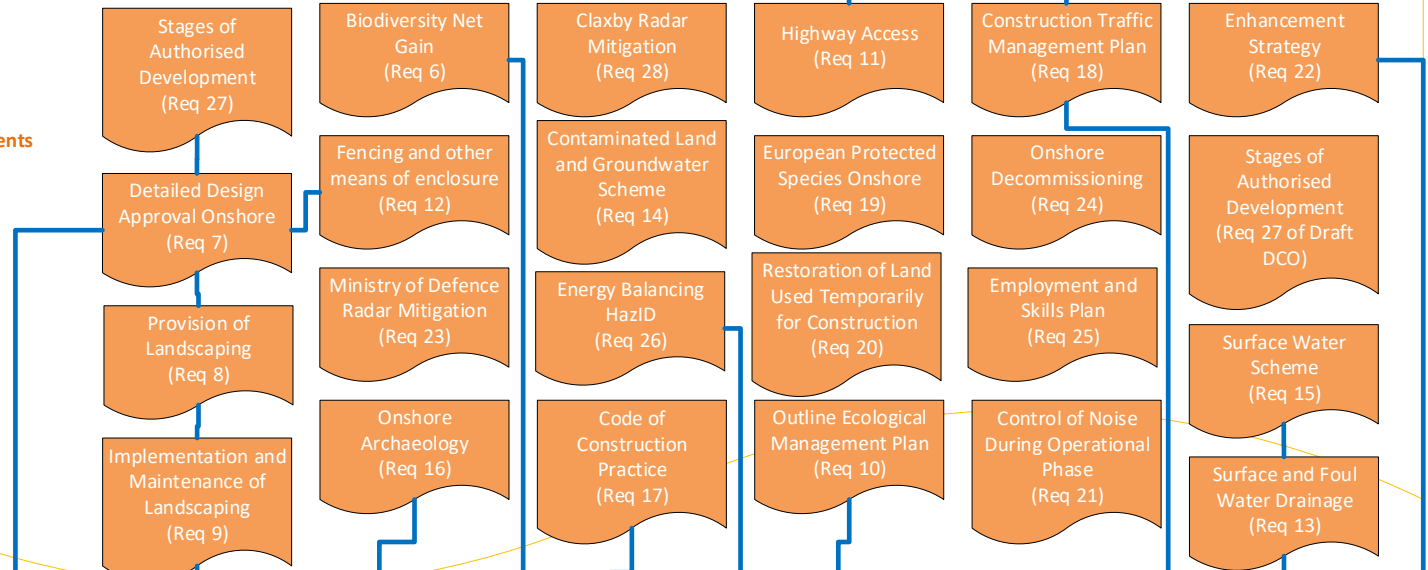 Stages of
Authorised
Development
(Req 27)
Biodiversity Net
Gain
(Req 6)
Claxby Radar
Mitigation
(Req 28)
Highway Access
(Req 11)
Construction Traffic
Management Plan
(Req 18)
Enhancement
Strategy
(Req 22)
ents
Detailed Design
Approval Onshore
(Req 7)
Fencing and other
means of enclosure
(Req 12)
Contaminated Land
and Groundwater
Scheme
(Req 14)
European Protected
Species Onshore
(Req 19)
Onshore
Decommissioning
(Req 24)
Stages of
Authorised
Development
(Req 27 of Draft
DCO)
Provision of
Landscaping
(Req 8)
Ministry of Defence
Radar Mitigation
(Req 23)
Energy Balancing
HazID
(Req 26)
Restoration of Land
Used Temporarily
for Construction
(Req 20)
Employment and
Skills Plan
(Req 25)
Surface Water
Scheme
(Req 15)
Implementation and
Maintenance of
Landscaping
(Req 9)
Onshore
Archaeology
(Req 16)
Code of
Construction
Practice
(Req 17)
Outline Ecological
Management Plan
(Req 10)
Control of Noise
During Operational
Phase
(Req 21)
Surface and Foul
Water Drainage
(Req 13)